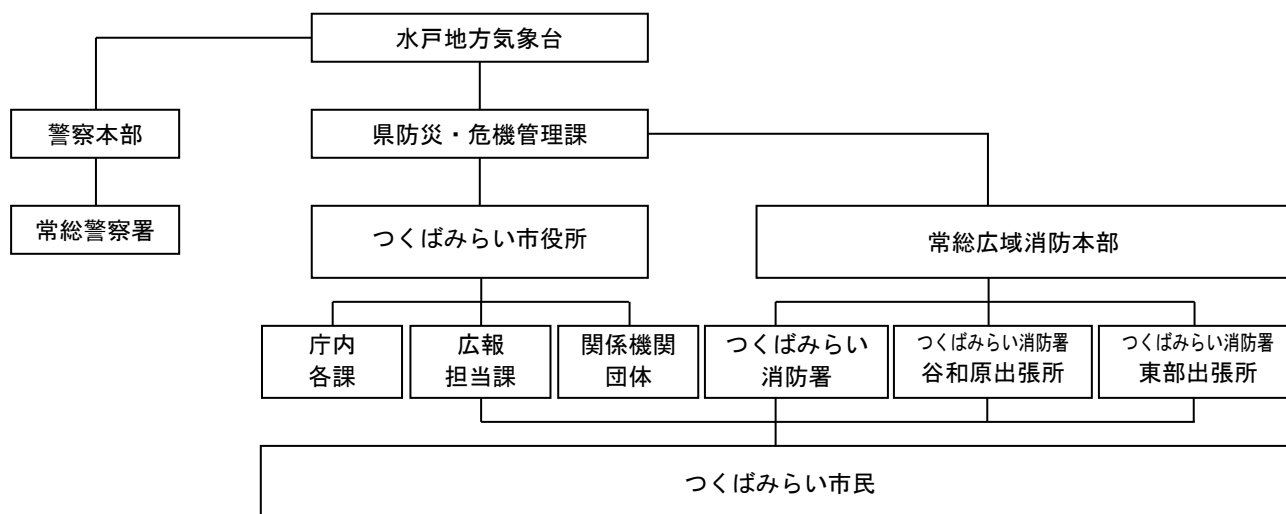 水戸地方気象台
警察本部
県防災・危機管理課
常総警察署
つくばみらい市役所
常総広域消防本部
庁内
各課
広報
担当課
関係機関
団体
つくばみらい
消防署
つくばみらい消防署
谷和原出張所
つくばみらい消防署
東部出張所
つくばみらい市民